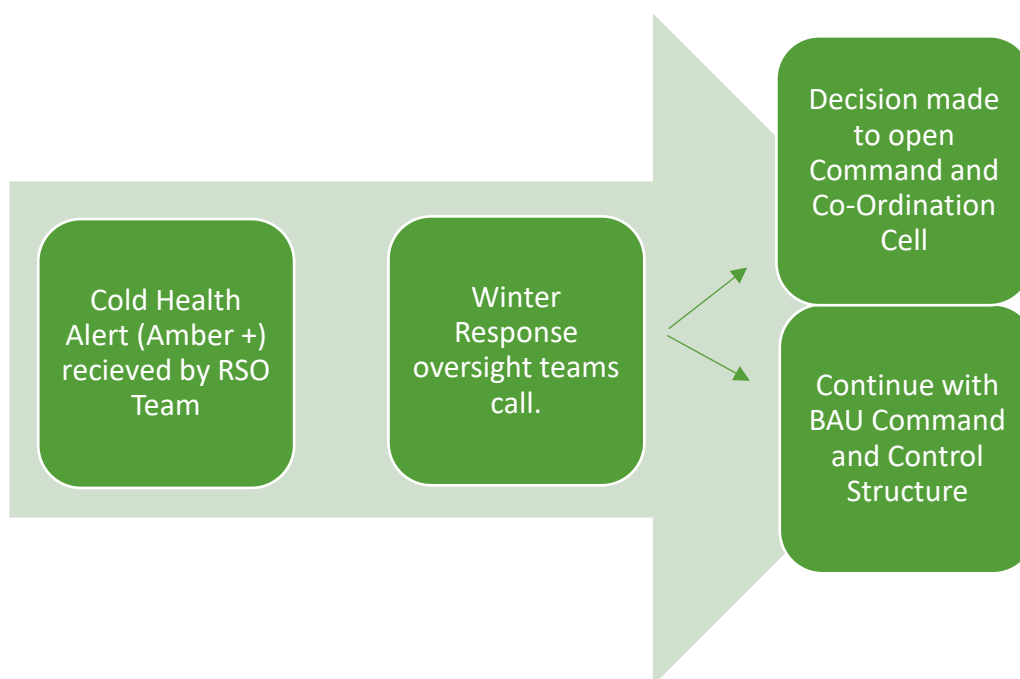 Cold Health
Alert (Amber +)
recieved by RSO
Team
Winter
Response
oversight teams
call.
Decision made
to open
Command and
Co-Ordination
Cell
Continue with
BAU Command
and Control
Structure